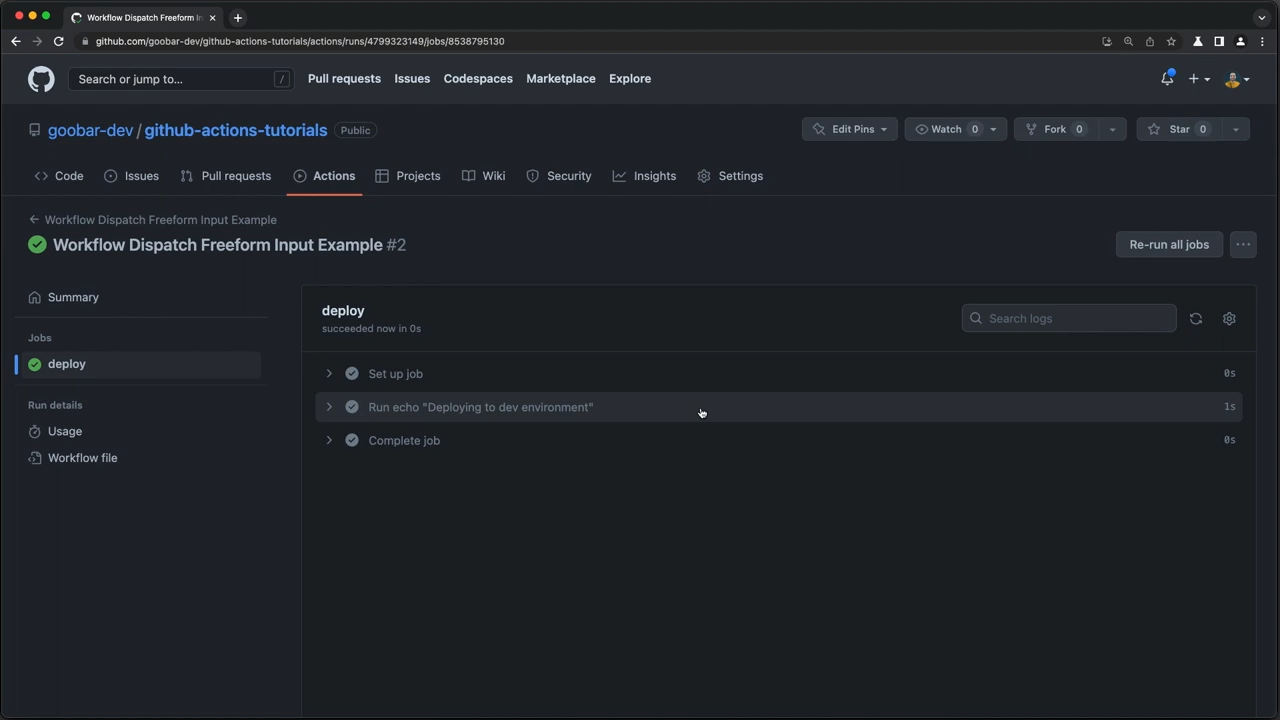 Workflow Dispatch Freeform In
github.com/goobar-dev/github-actions-tutorials/actions/runs/4799323149/jobs/8538795130
Search or jump to... /
Pull requests Issues Codespaces Marketplace Explore
goobar-dev / github-actions-tutorials Public
Edit Pins Watch 0 Fork 0 Star 0
Code Issues Pull requests Actions Projects Wiki Security Insights Settings
Workflow Dispatch Freeform Input Example
Workflow Dispatch Freeform Input Example #2
Re-run all jobs
Summary
Jobs
deploy
Run details
Usage
Workflow file
deploy
succeeded now in 0s
Search logs
Set up job 0s
Run echo "Deploying to dev environment" 1s
Complete job 0s